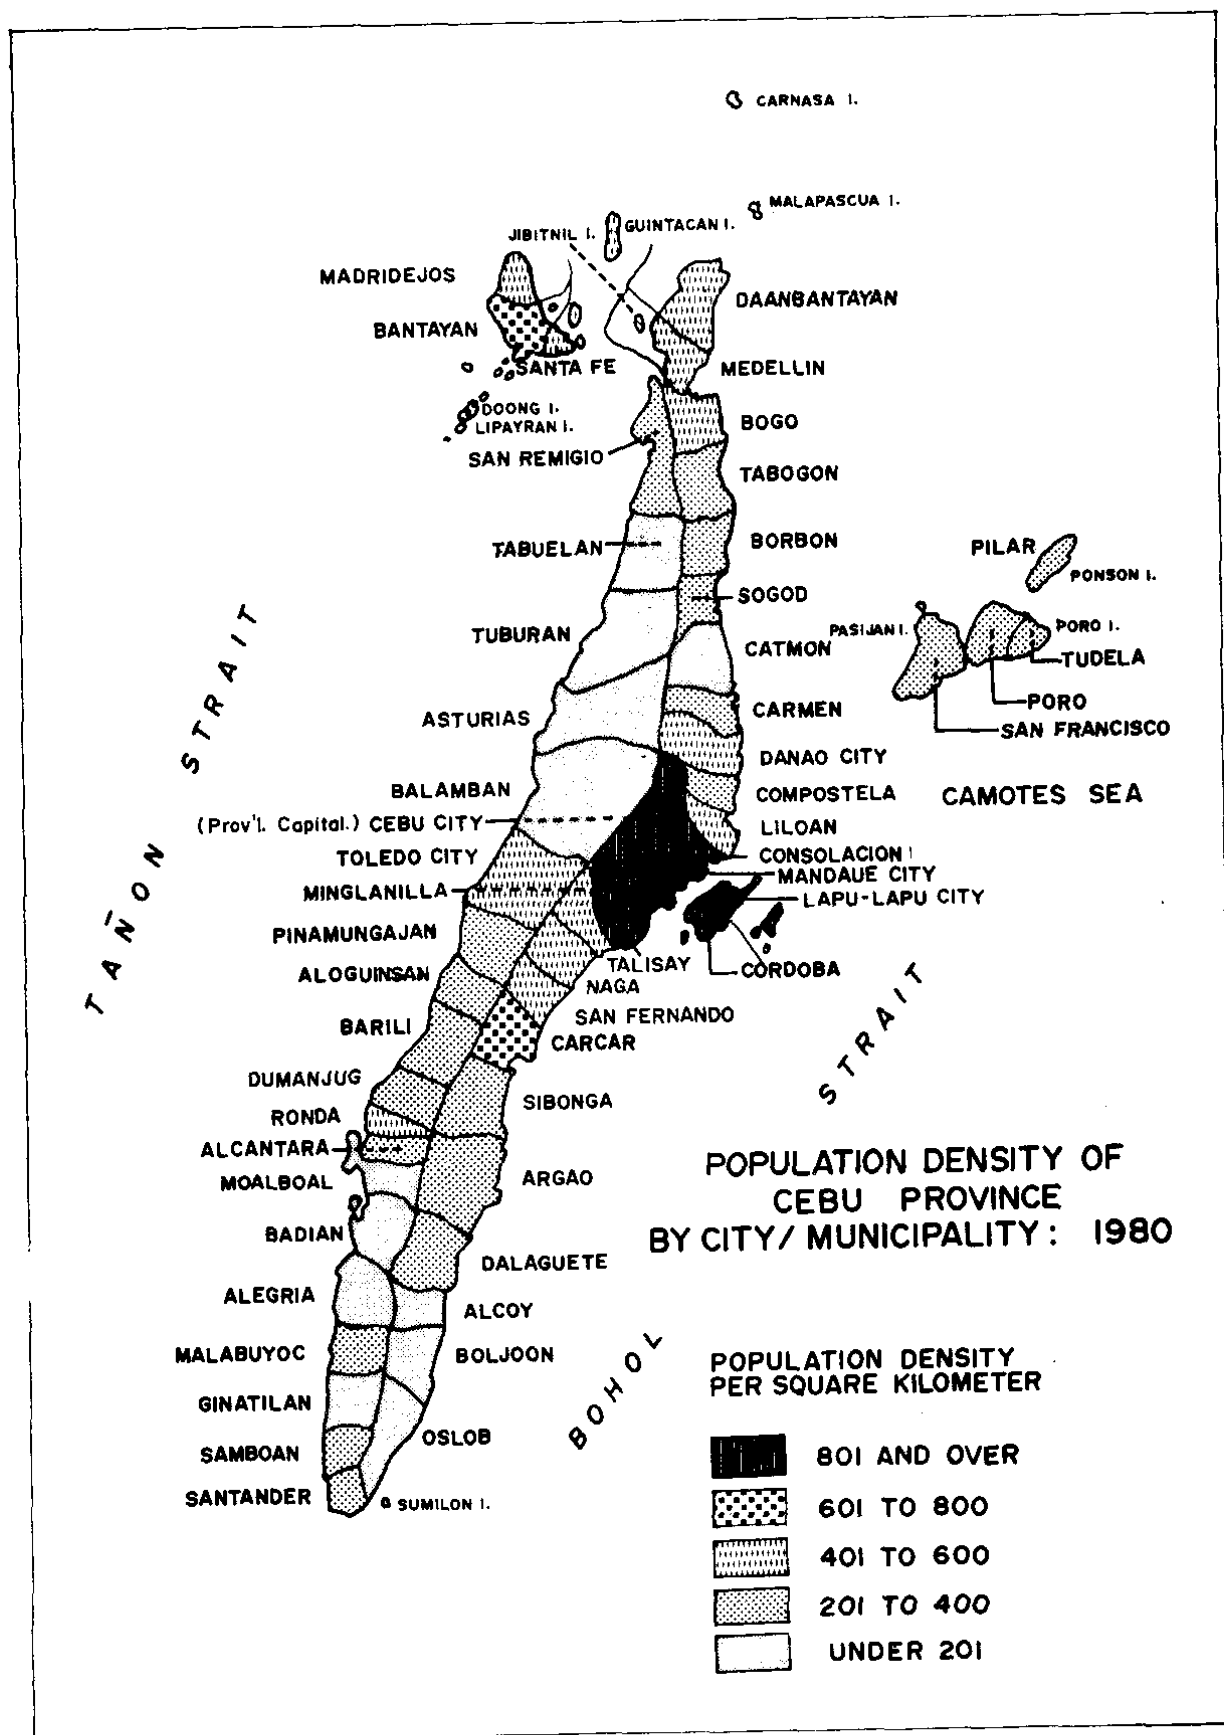 CARNASA I.
MALAPASCUA I.
JIBITNIL I.
GUINTACAN I.
MADRIDEJOS
DAANBANTAYAN
BANTAYAN
SANTA FE
MEDELLIN
DOONG I.
LIPAYRAN I.
BOGO
SAN REMIGIO
TABOGON
TABUELAN
BORBON
PILAR
PONSON I.
SOGOD
TUBURAN
PASIJAN I.
PORO I.
CATMON
TUDELA
PORO
ASTURIAS
CARMEN
SAN FRANCISCO
DANAO CITY
BALAMBAN
COMPOSTELA
CAMOTES SEA
(Prov'l. Capital.) CEBU CITY
LILOAN
TOLEDO CITY
CONSOLACION
MANDAUE CITY
MINGLANILLA
LAPU-LAPU CITY
PINAMUNGAJAN
TALISAY
CORDOBA
ALOGUINSAN
NAGA
SAN FERNANDO
BARILI
CARCAR
TAÑON STRAIT
DUMANJUG
SIBONGA
RONDA
ALCANTARA
MOALBOAL
ARGAO
BADIAN
DALAGUETE
ALEGRIA
ALCOY
MALABUYOC
BOLJOON
GINATILAN
OSLOB
SAMBOAN
SANTANDER
SUMILON I.
BOHOL STRAIT
POPULATION DENSITY OF
CEBU PROVINCE
BY CITY/ MUNICIPALITY: 1980
POPULATION DENSITY
PER SQUARE KILOMETER
801 AND OVER
601 TO 800
401 TO 600
201 TO 400
UNDER 201